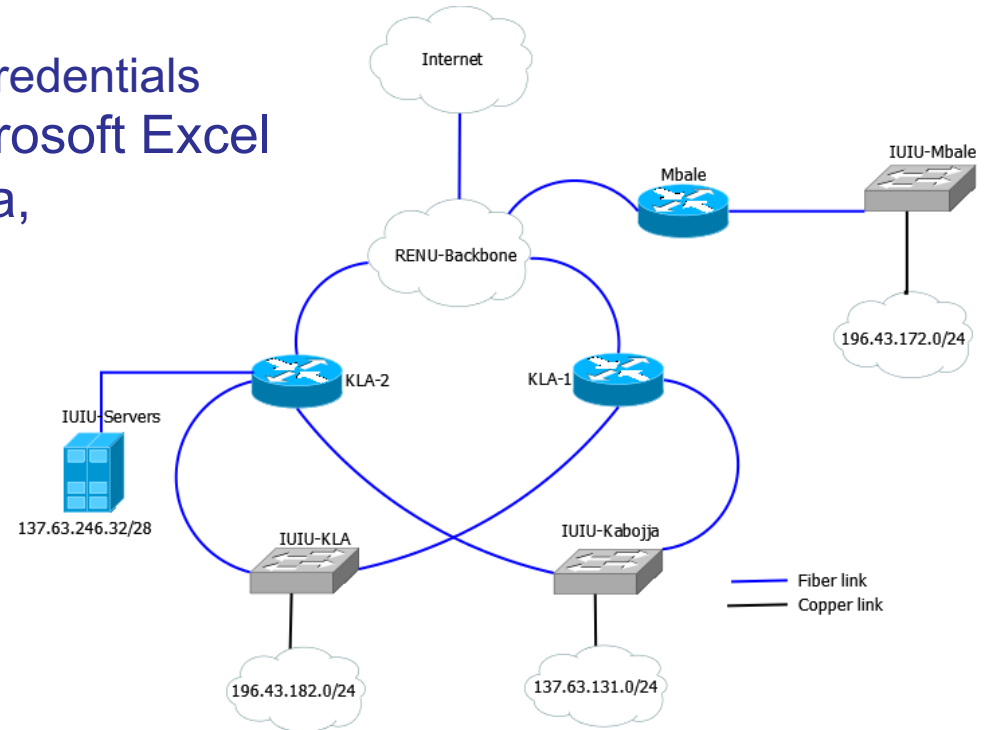 redentials
rosoft Excel
a,
Internet
IUIU-Mbale
Mbale
RENU-Backbone
196.43.172.0/24
KLA-2
KLA-1
IUIU-Servers
137.63.246.32/28
IUIU-KLA
IUIU-Kabojja
Fiber link
Copper link
196.43.182.0/24
137.63.131.0/24